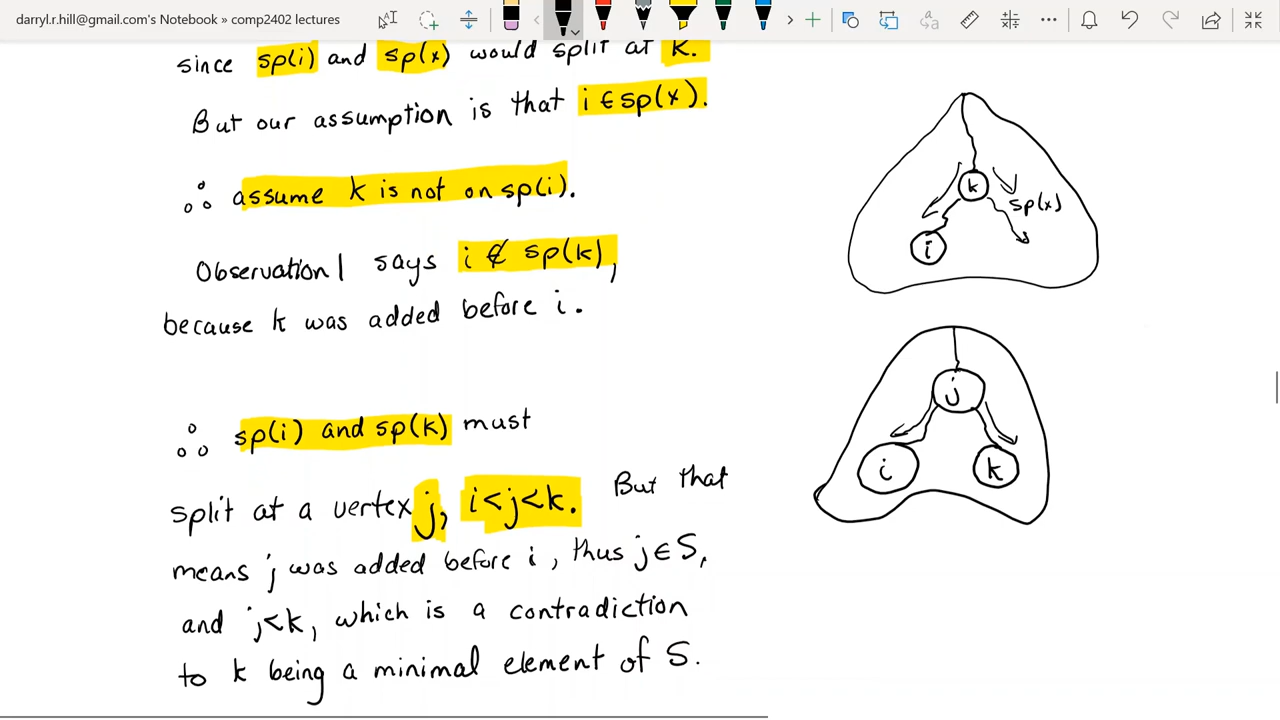 darryl.r.hill@gmail.com's Notebook » comp2402 lectures
since sp(i) and sp(x) would split at k.
But our assumption is that i ∈ sp(x).
∴ assume k is not on sp(i).
Observation 1 says i ∉ sp(k),
because k was added before i.
∴ sp(i) and sp(k) must
split at a vertex j, i<j<k. But that
means j was added before i, thus j ∈ S,
and j<k, which is a contradiction
to k being a minimal element of S.
k
sp(x)
i
j
i
k